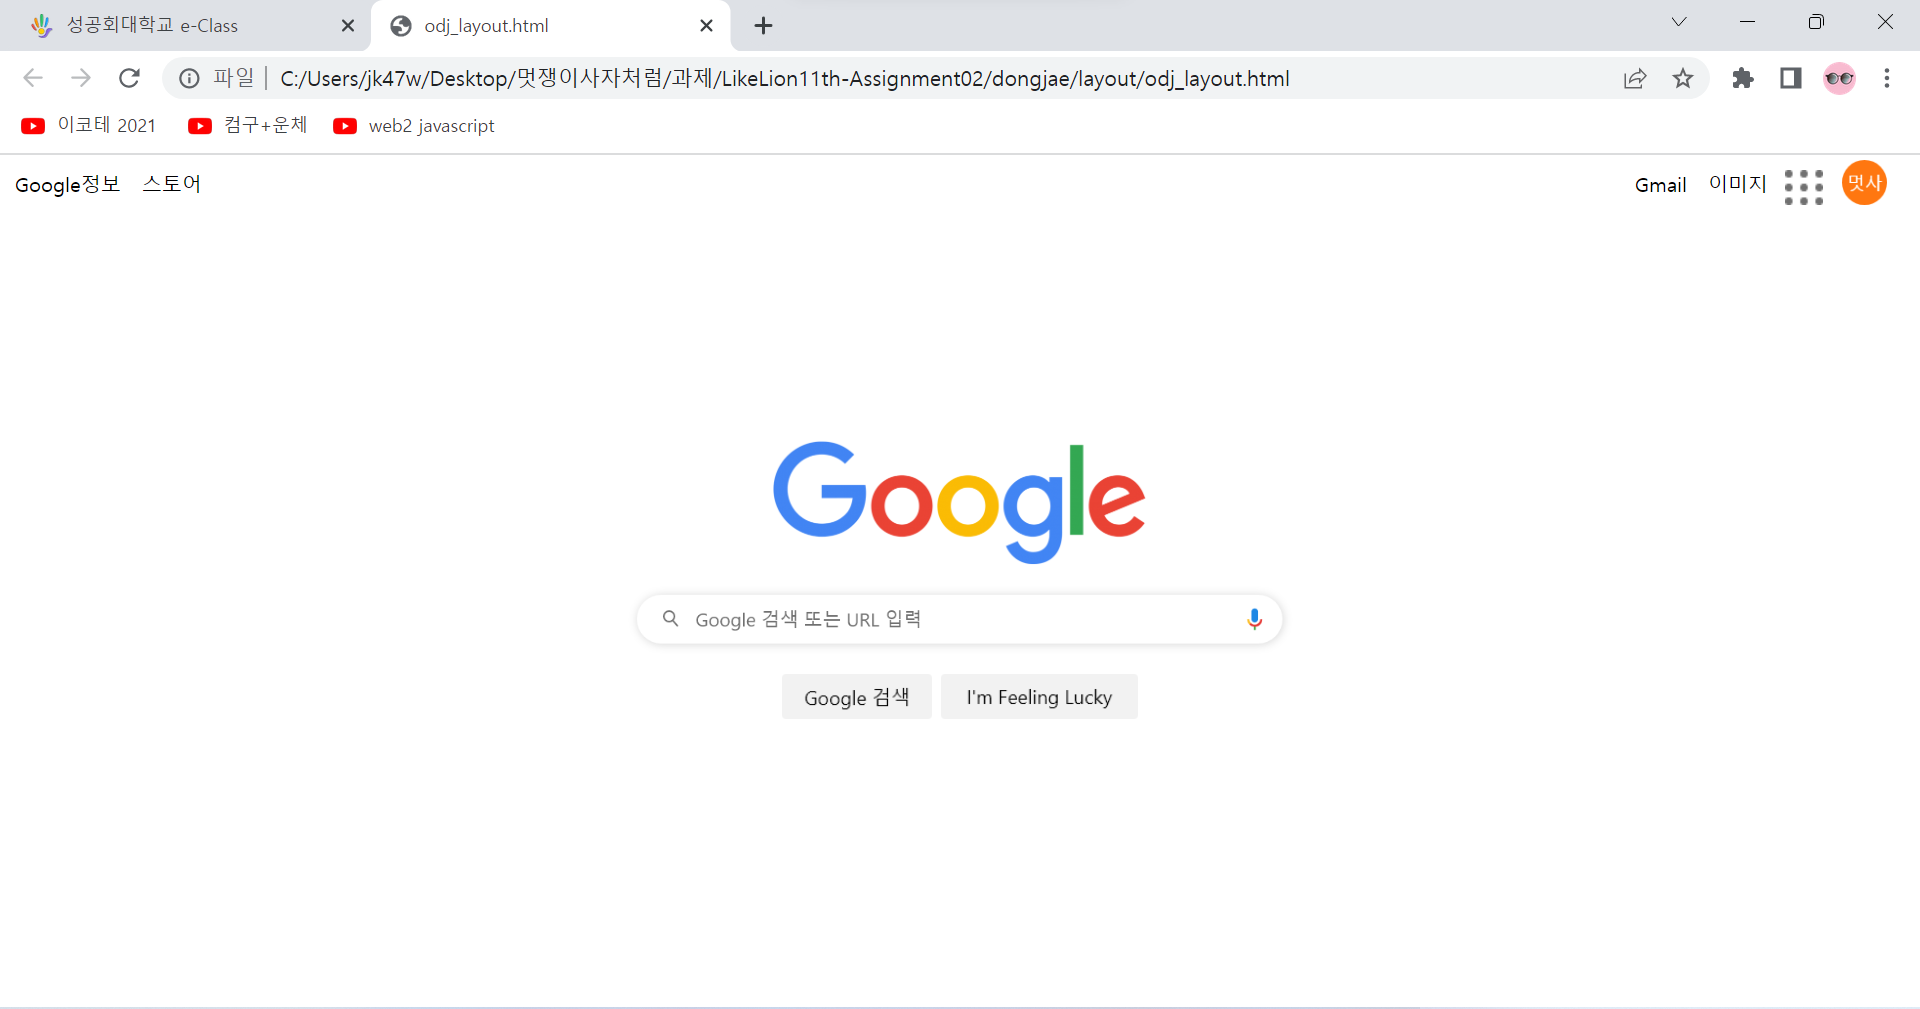 성공회대학교 e-Class
odj_layout.html
파일 | C:/Users/jk47w/Desktop/멋쟁이사자처럼/과제/LikeLion11th-Assignment02/dongjae/layout/odj_layout.html
이코테 2021 컴구+운체 web2 javascript
Google정보 스토어 Gmail 이미지 멋사
Google
Google 검색 또는 URL 입력
Google 검색 I'm Feeling Lucky